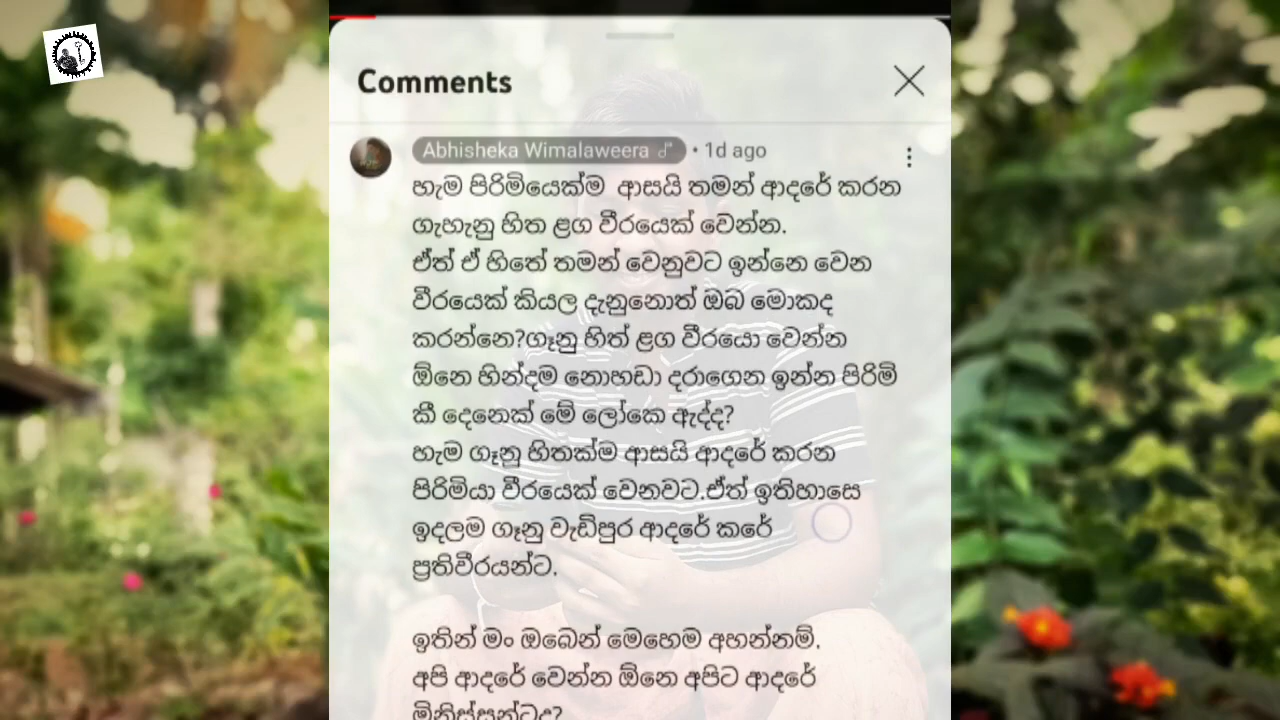 Comments
Abhisheka Wimalaweera • 1d ago
හැම පිරිමියෙක්ම ආසයි තමන් ආදරේ කරන
ගැහැනු හිත ළග වීරයෙක් වෙන්න.
ඒත් ඒ හිතේ තමන් වෙනුවට ඉන්නෙ වෙන
වීරයෙක් කියල දැනුනොත් ඔබ මොකද
කරන්නෙ?ගෑනු හිත් ළග වීරයො වෙන්න
ඕනෙ හින්දම නොහඩා දරාගෙන ඉන්න පිරිමි
කී දෙනෙක් මේ ලෝකෙ ඇද්ද?
හැම ගෑනු හිතක්ම ආසයි ආදරේ කරන
පිරිමියා වීරයෙක් වෙනවට.ඒත් ඉතිහාසෙ
ඉදලම ගෑනු වැඩිපුර ආදරේ කරේ
ප්‍රතිවීරයන්ට.
ඉතින් මං ඔබෙන් මෙහෙම අහන්නම්.
අපි ආදරේ වෙන්න ඕනෙ අපිට ආදරේ
මිනිස්සුන්ටද?